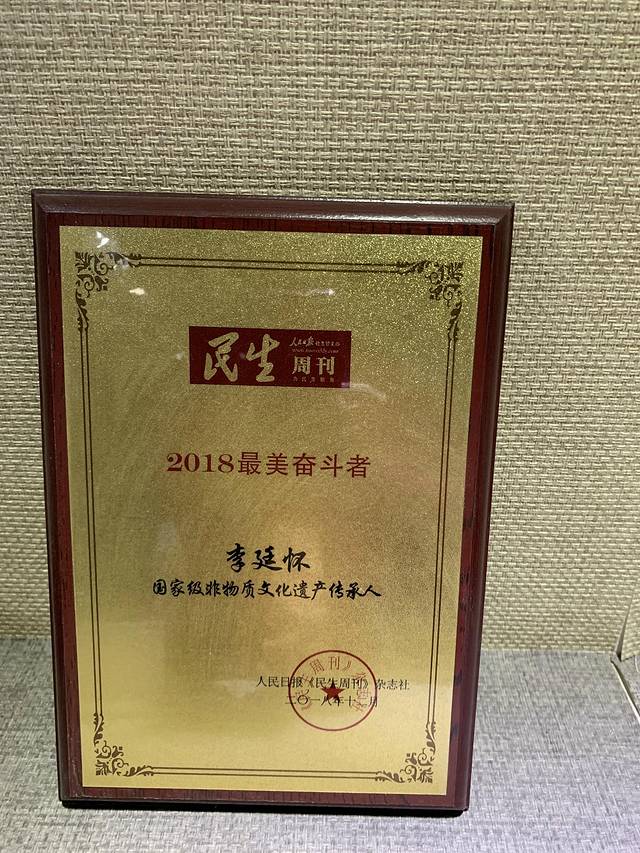 民生
人民日报
周刊
2018最美奋斗者
李廷怀
国家级非物质文化遗产传承人
人民日报《民生周刊》杂志社
二〇一八年十二月